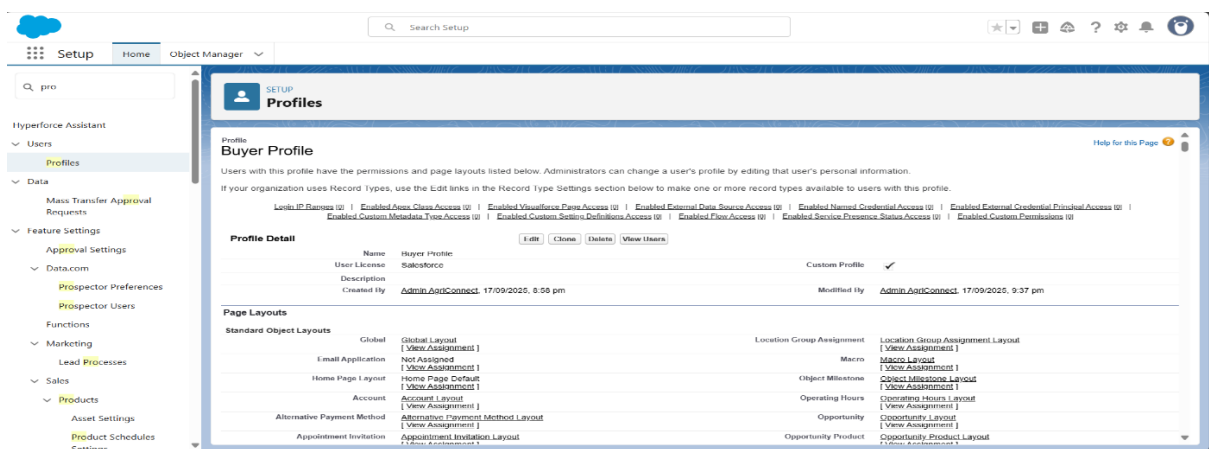 Search Setup
Setup Home Object Manager
pro
Hyperforce Assistant
Users
Profiles
Data
Mass Transfer Approval
Requests
Feature Settings
Approval Settings
Data.com
Prospector Preferences
Prospector Users
Functions
Marketing
Lead Processes
Sales
Products
Asset Settings
Product Schedules
Settings
SETUP
Profiles
Profile
Buyer Profile
Help for this Page
Users with this profile have the permissions and page layouts listed below. Administrators can change a user's profile by editing that user's personal information.
If your organization uses Record Types, use the Edit links in the Record Type Settings section below to make one or more record types available to users with this profile.
Login IP Ranges [0] | Enabled Apex Class Access [0] | Enabled Visualforce Page Access [0] | Enabled External Data Source Access [0] | Enabled Named Credential Access [0] | Enabled External Credential Principal Access [0] |
Enabled Custom Metadata Type Access [0] | Enabled Custom Setting Definitions Access [0] | Enabled Flow Access [0] | Enabled Service Presence Status Access [0] | Enabled Custom Permissions [0]
Profile Detail Edit Clone Delete View Users
Name Buyer Profile
User License Salesforce Custom Profile ✓
Description
Created By Admin AgriConnect, 17/09/2025, 8:58 pm Modified By Admin AgriConnect, 17/09/2025, 9:37 pm
Page Layouts
Standard Object Layouts
Global Global Layout Location Group Assignment Location Group Assignment Layout
[ View Assignment ] [ View Assignment ]
Email Application Not Assigned Macro Macro Layout
[ View Assignment ] [ View Assignment ]
Home Page Layout Home Page Default Object Milestone Object Milestone Layout
[ View Assignment ] [ View Assignment ]
Account Account Layout Operating Hours Operating Hours Layout
[ View Assignment ] [ View Assignment ]
Alternative Payment Method Alternative Payment Method Layout Opportunity Opportunity Layout
[ View Assignment ] [ View Assignment ]
Appointment Invitation Appointment Invitation Layout Opportunity Product Opportunity Product Layout
[ View Assignment ] [ View Assignment ]